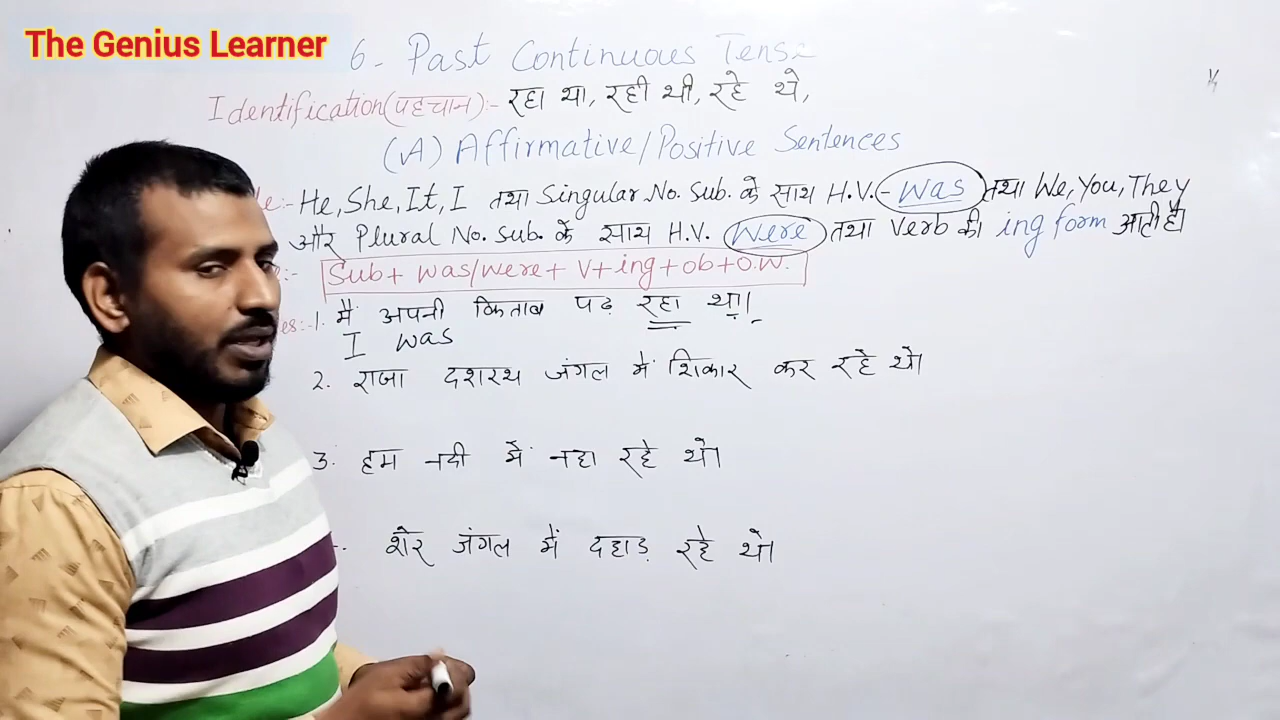 The Genius Learner
6- Past Continuous Tense
Identification(पहचान):- रहा था, रही थी, रहे थे,
(A) Affirmative/Positive Sentences
:- He, She, It, I तथा Singular No. Sub. के साथ H.V.- was तथा We, You, They
और Plural No. Sub. के साथ H.V. were तथा Verb की ing form आती है।
:- Sub+ was/were+ V+ing+ob+O.W.
es:-1. मैं अपनी किताब पढ़ रहा था।
I was
2. राजा दशरथ जंगल में शिकार कर रहे थे।
3. हम नदी में नहा रहे थे।
. शेर जंगल में दहाड़ रहे थे।